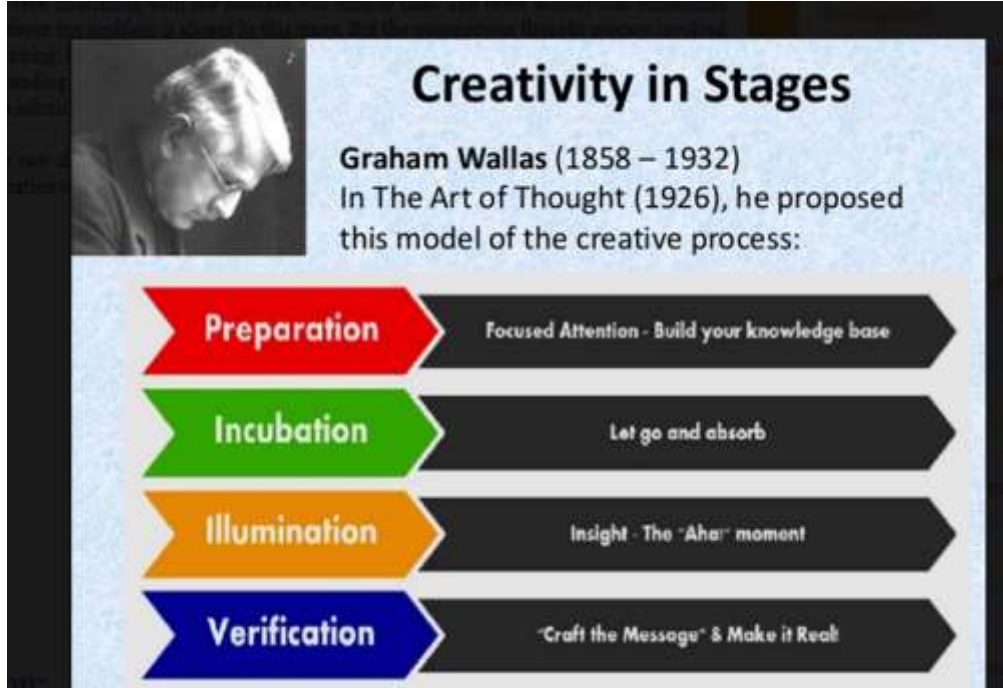 Creativity in Stages
Graham Wallas (1858 – 1932)
In The Art of Thought (1926), he proposed
this model of the creative process:
Preparation
Focused Attention - Build your knowledge base
Incubation
Let go and absorb
Illumination
Insight - The "Aha!" moment
Verification
"Craft the Message" & Make it Real!